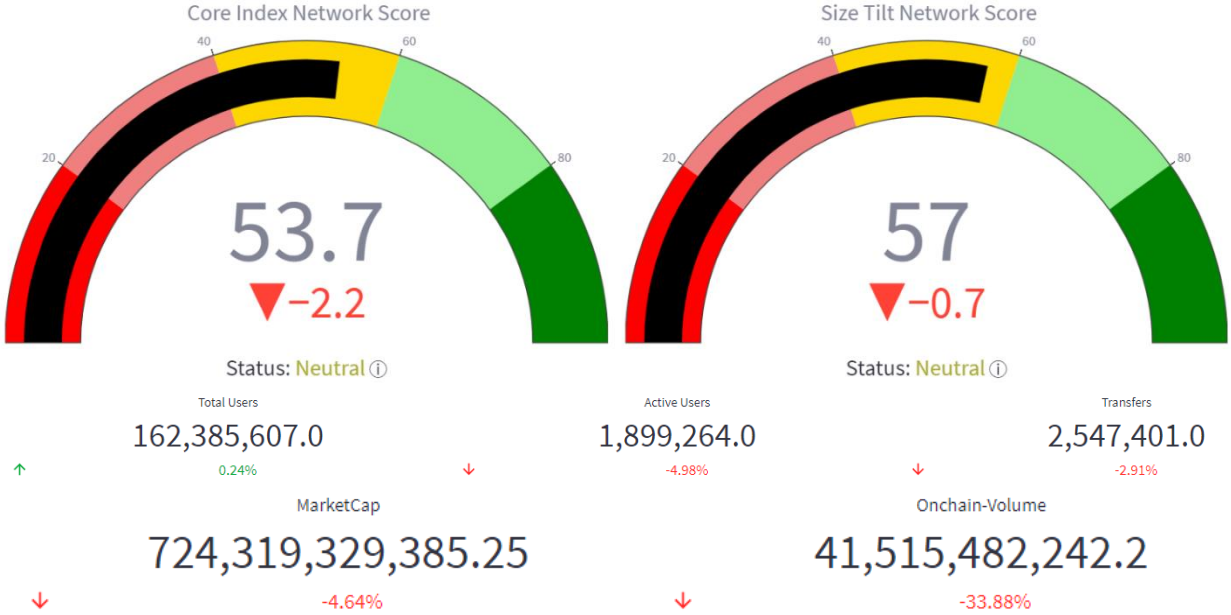 Core Index Network Score
40
60
20
80
53.7
▼−2.2
Status: Neutral ⓘ
Size Tilt Network Score
40
60
20
80
57
▼−0.7
Status: Neutral ⓘ
Total Users
162,385,607.0
↑ 0.24%
Active Users
1,899,264.0
↓ -4.98%
Transfers
2,547,401.0
↓ -2.91%
MarketCap
724,319,329,385.25
↓ -4.64%
Onchain-Volume
41,515,482,242.2
↓ -33.88%